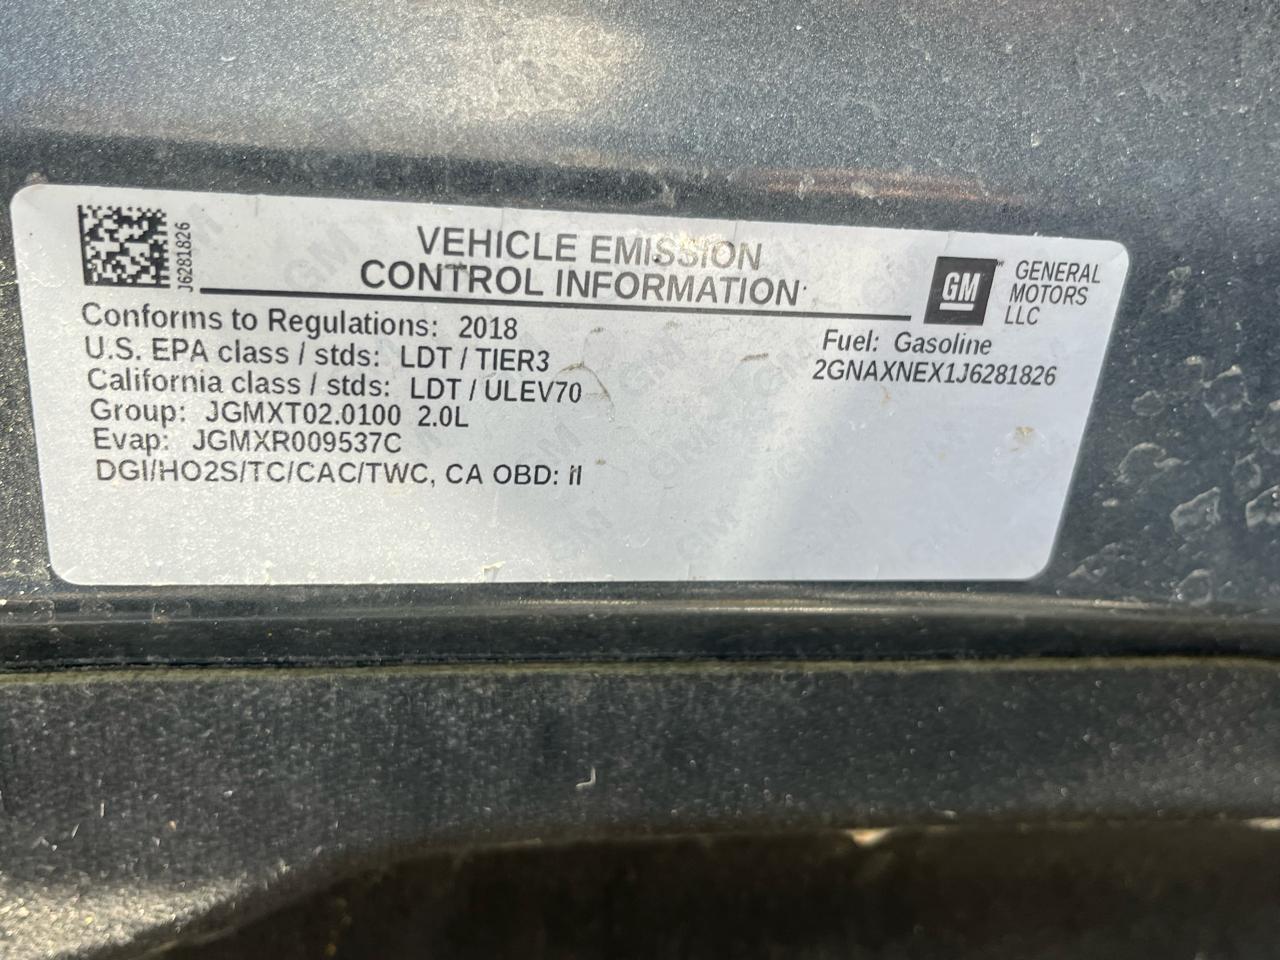 J6281826
VEHICLE EMISSION
CONTROL INFORMATION
GM
GENERAL
MOTORS
LLC
Conforms to Regulations: 2018
U.S. EPA class / stds: LDT / TIER3
California class / stds: LDT / ULEV70
Group: JGMXT02.0100 2.0L
Evap: JGMXR009537C
DGI/HO2S/TC/CAC/TWC, CA OBD: II
Fuel: Gasoline
2GNAXNEX1J6281826